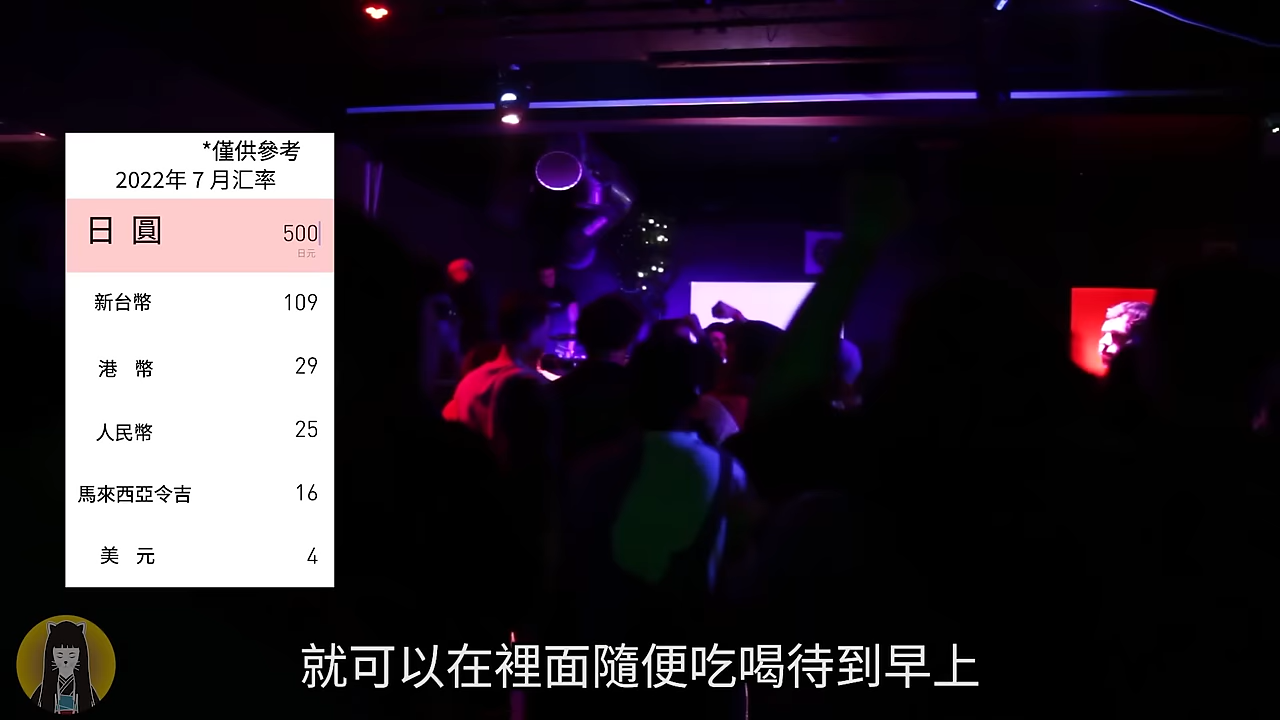 *僅供參考
2022年7月汇率
日 圓 500
日元
新台幣 109
港 幣 29
人民幣 25
馬來西亞令吉 16
美 元 4
就可以在裡面隨便吃喝待到早上